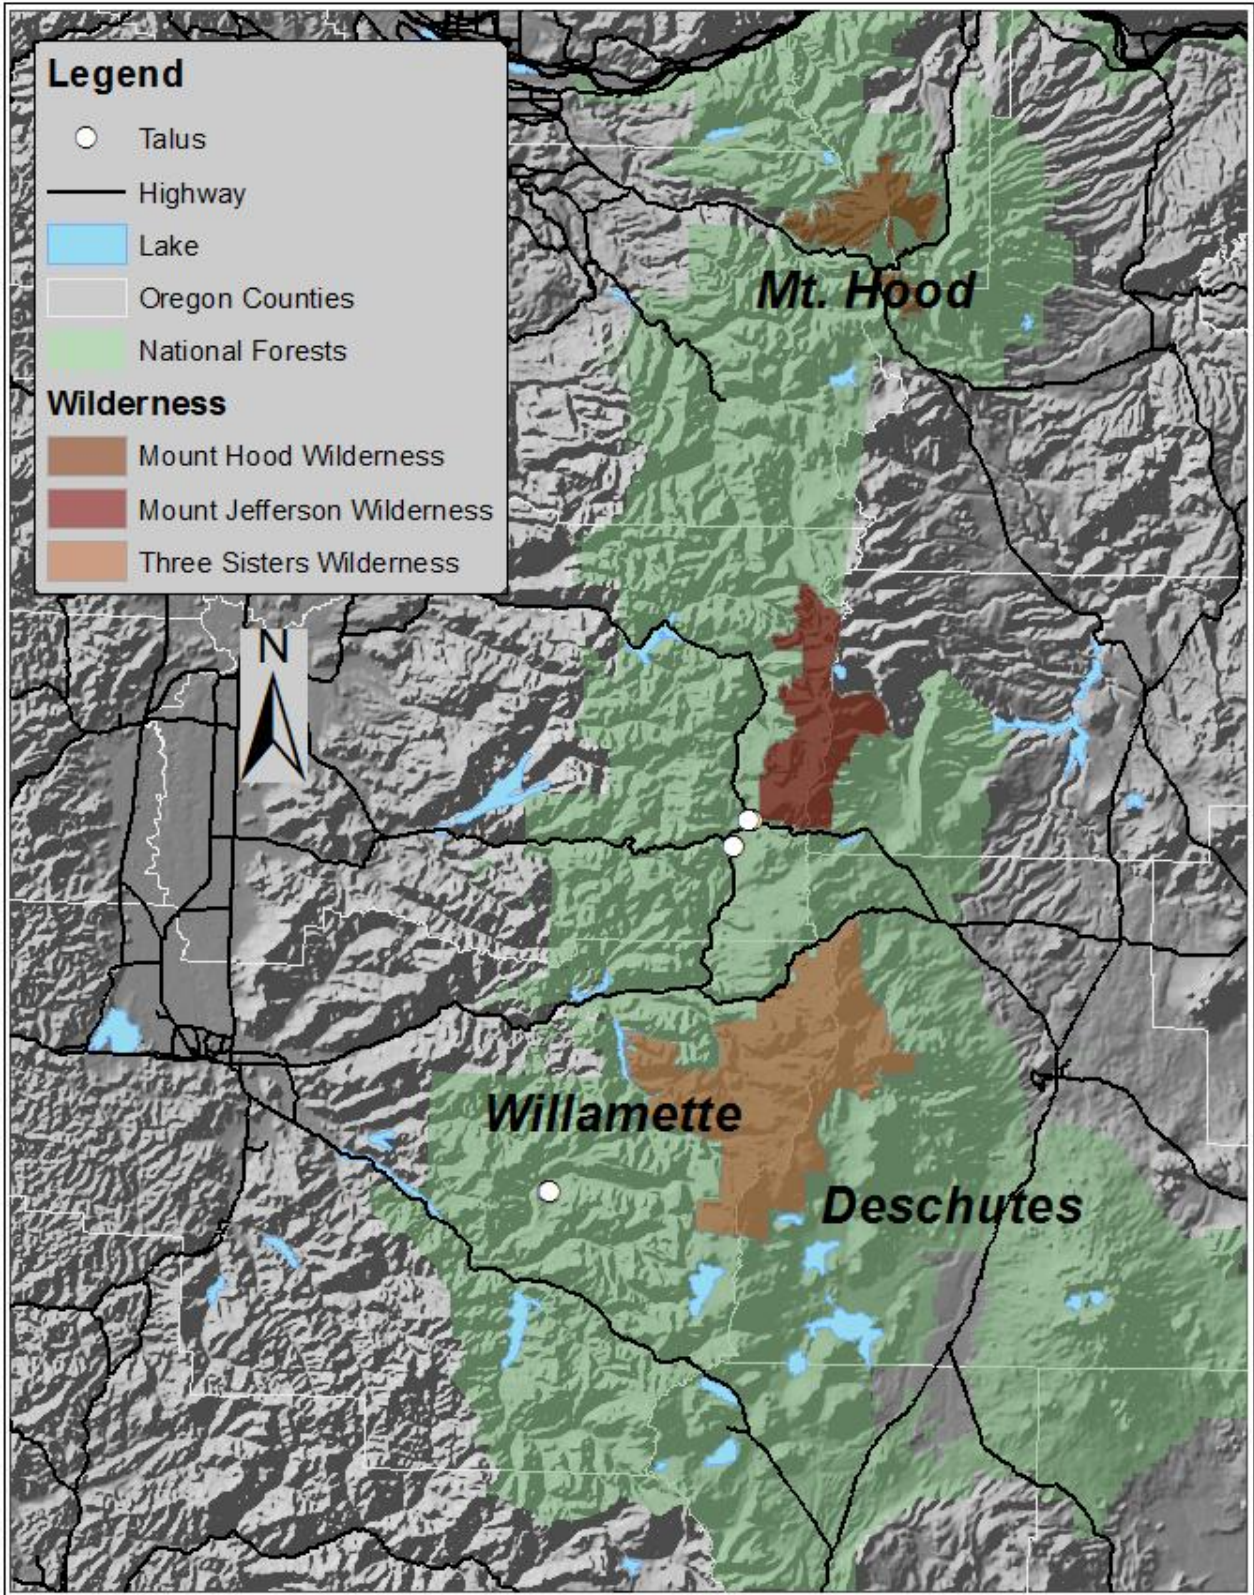 Legend
Talus
Highway
Lake
Oregon Counties
National Forests
Wilderness
Mount Hood Wilderness
Mount Jefferson Wilderness
Three Sisters Wilderness
N
Mt. Hood
Willamette
Deschutes